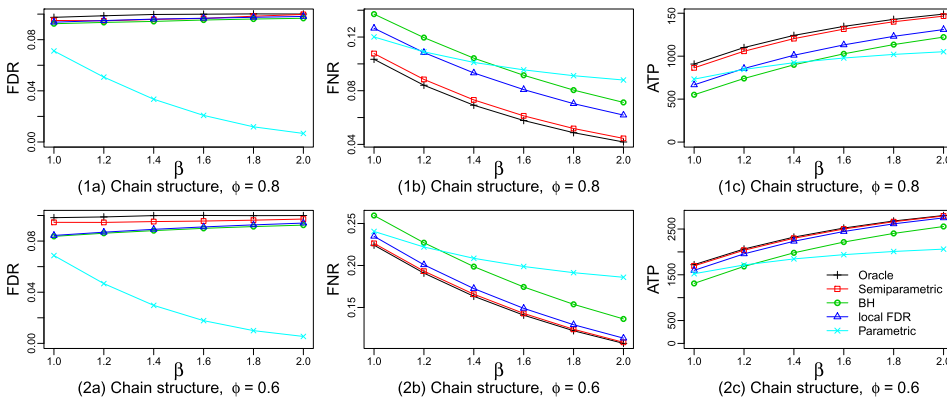 FDR
0.00 0.04 0.08
1.0 1.2 1.4 1.6 1.8 2.0
β
(1a) Chain structure, ϕ = 0.8
FNR
0.04 0.08 0.12
1.0 1.2 1.4 1.6 1.8 2.0
β
(1b) Chain structure, ϕ = 0.8
ATP
0 500 1000 1500
1.0 1.2 1.4 1.6 1.8 2.0
β
(1c) Chain structure, ϕ = 0.8
FDR
0.00 0.04 0.08
1.0 1.2 1.4 1.6 1.8 2.0
β
(2a) Chain structure, ϕ = 0.6
FNR
0.15 0.20 0.25
1.0 1.2 1.4 1.6 1.8 2.0
β
(2b) Chain structure, ϕ = 0.6
ATP
0 500 1500 2500
Oracle
Semiparametric
BH
local FDR
Parametric
1.0 1.2 1.4 1.6 1.8 2.0
β
(2c) Chain structure, ϕ = 0.6